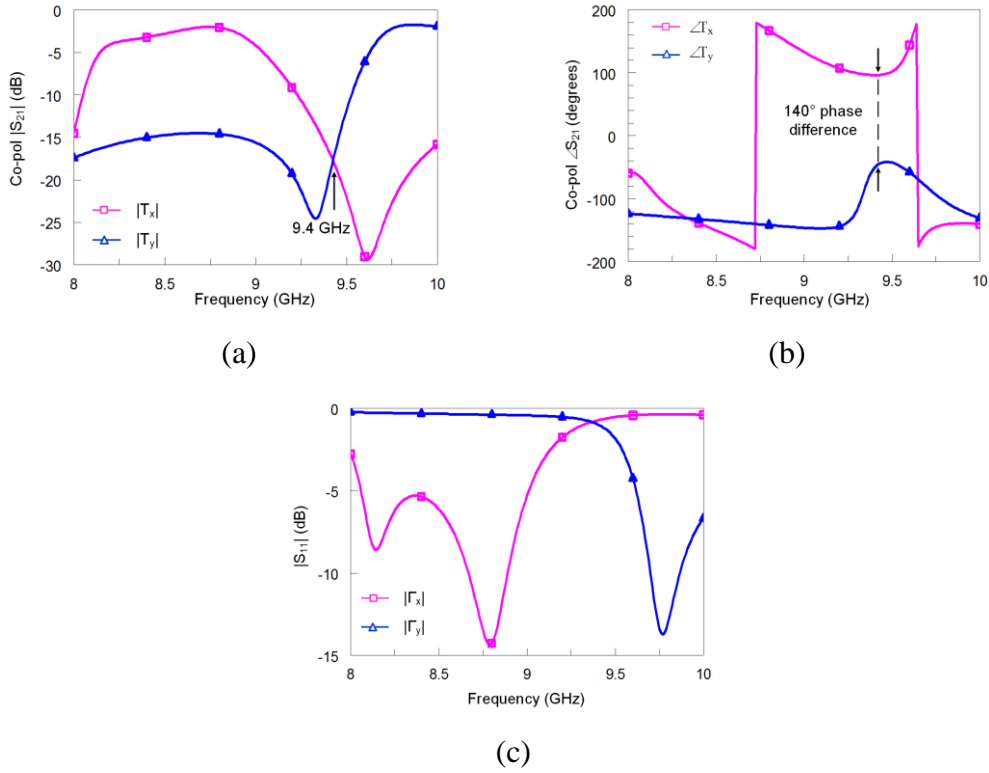 (a)
Co-pol |S21| (dB)
0
-5
-10
-15
-20
-25
-30
|Tx|
|Ty|
9.4 GHz
8
8.5
9
9.5
10
Frequency (GHz)
(a)
(b)
Co-pol ∠S21 (degrees)
200
100
0
-100
-200
∠Tx
∠Ty
140° phase
difference
8
8.5
9
9.5
10
Frequency (GHz)
(b)
|S11| (dB)
0
-5
-10
-15
|Γx|
|Γy|
8
8.5
9
9.5
10
Frequency (GHz)
(c)